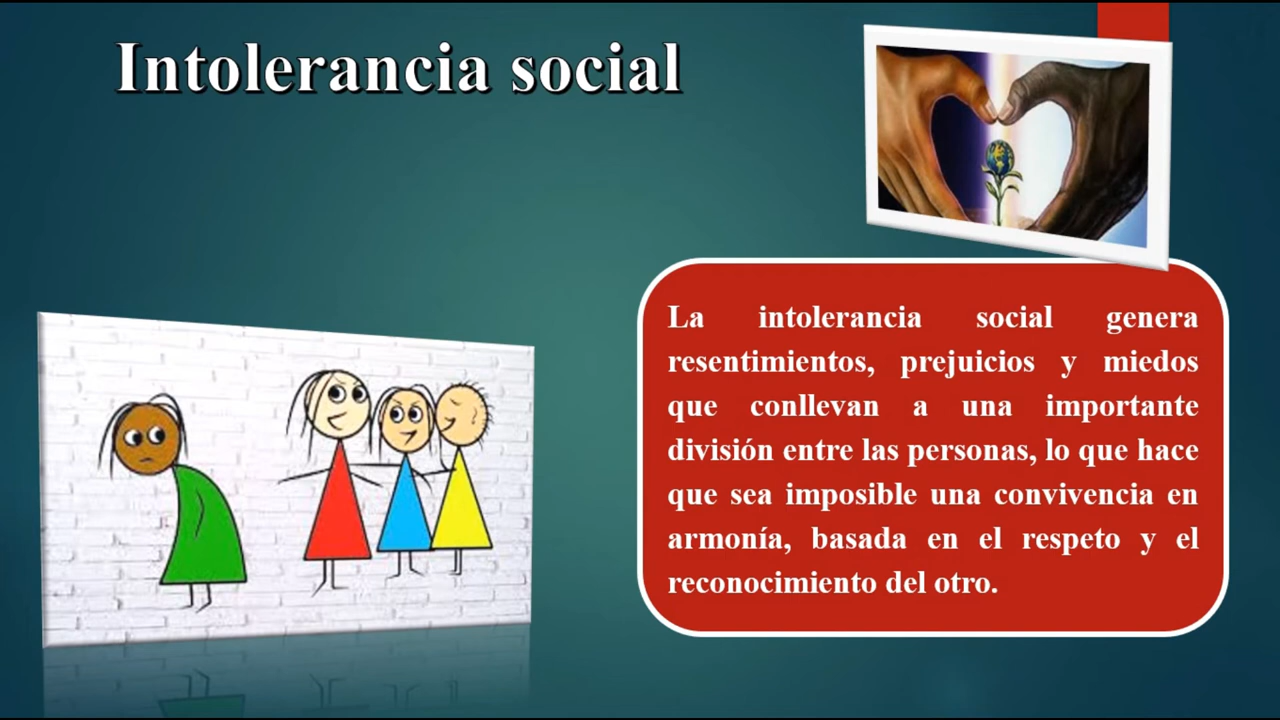 Intolerancia social
La intolerancia social genera
resentimientos, prejuicios y miedos
que conllevan a una importante
división entre las personas, lo que hace
que sea imposible una convivencia en
armonía, basada en el respeto y el
reconocimiento del otro.